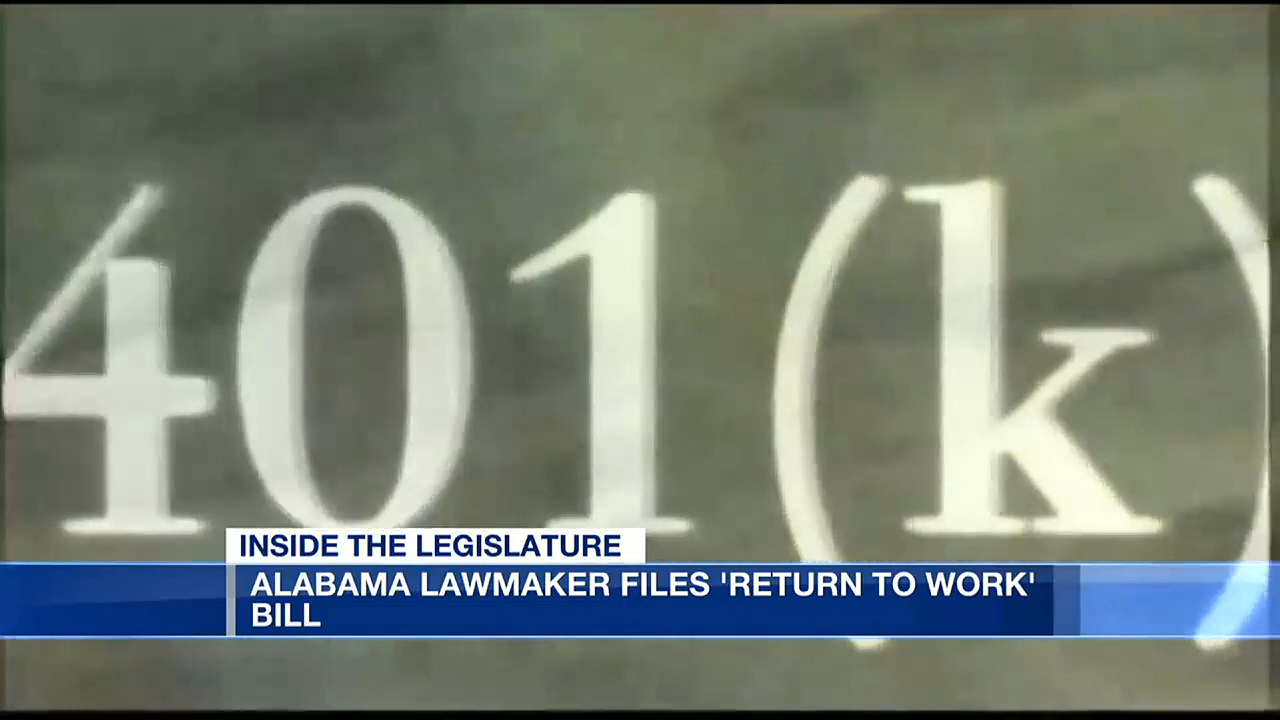 401(k)
INSIDE THE LEGISLATURE
ALABAMA LAWMAKER FILES 'RETURN TO WORK'
BILL